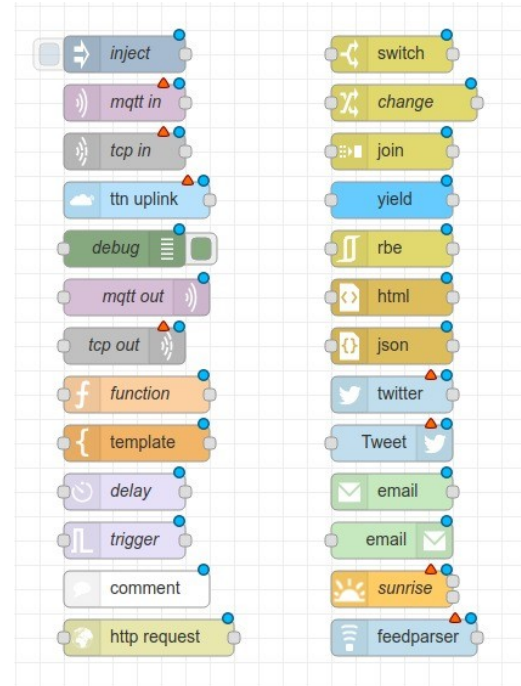 inject
mqtt in
tcp in
ttn uplink
debug
mqtt out
tcp out
function
template
delay
trigger
comment
http request
switch
change
join
yield
rbe
html
json
twitter
Tweet
email
email
sunrise
feedparser